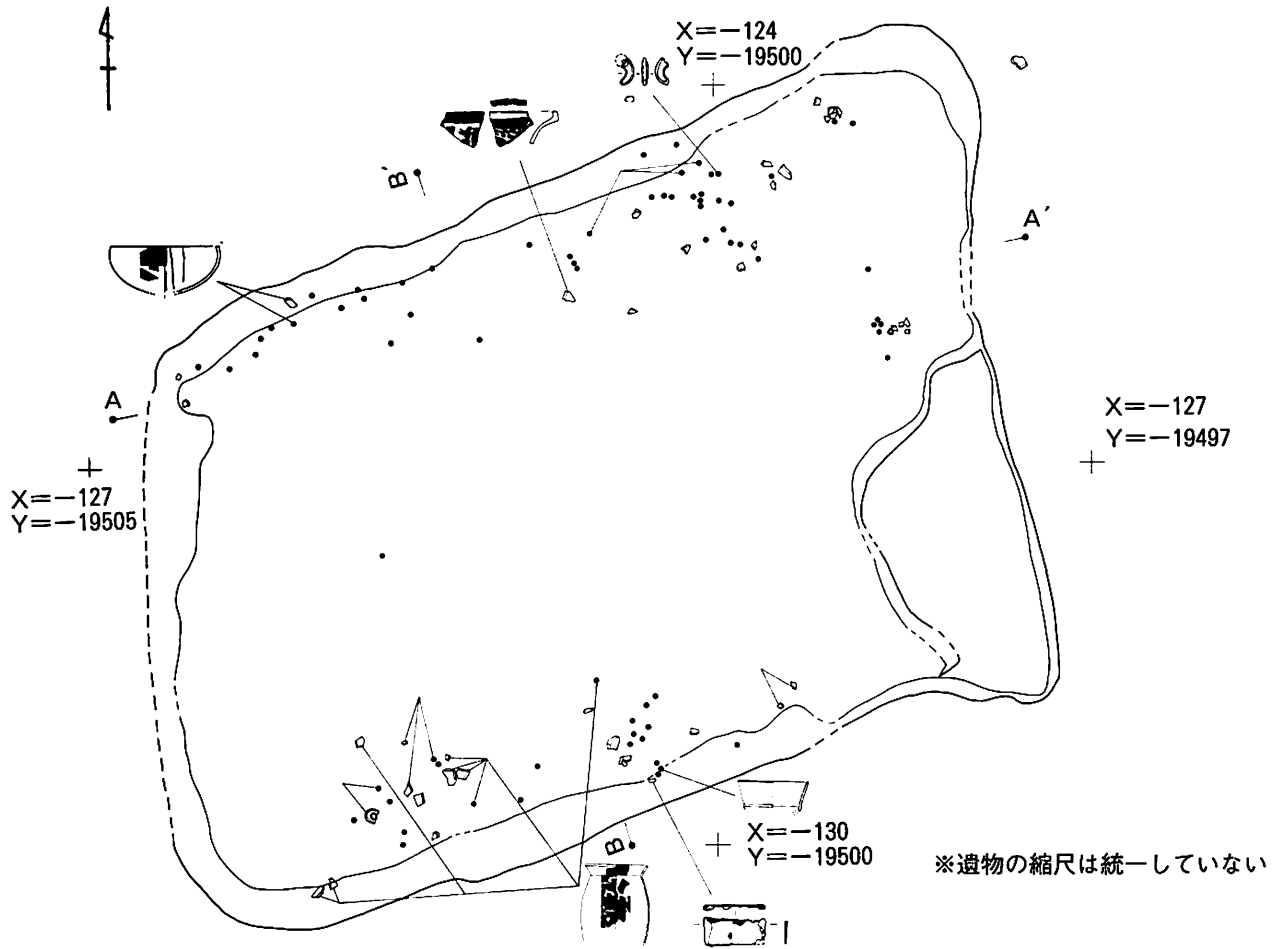 X=-124
Y=-19500
B′
A′
A
X=-127
Y=-19497
X=-127
Y=-19505
B
X=-130
Y=-19500
※遺物の縮尺は統一していない